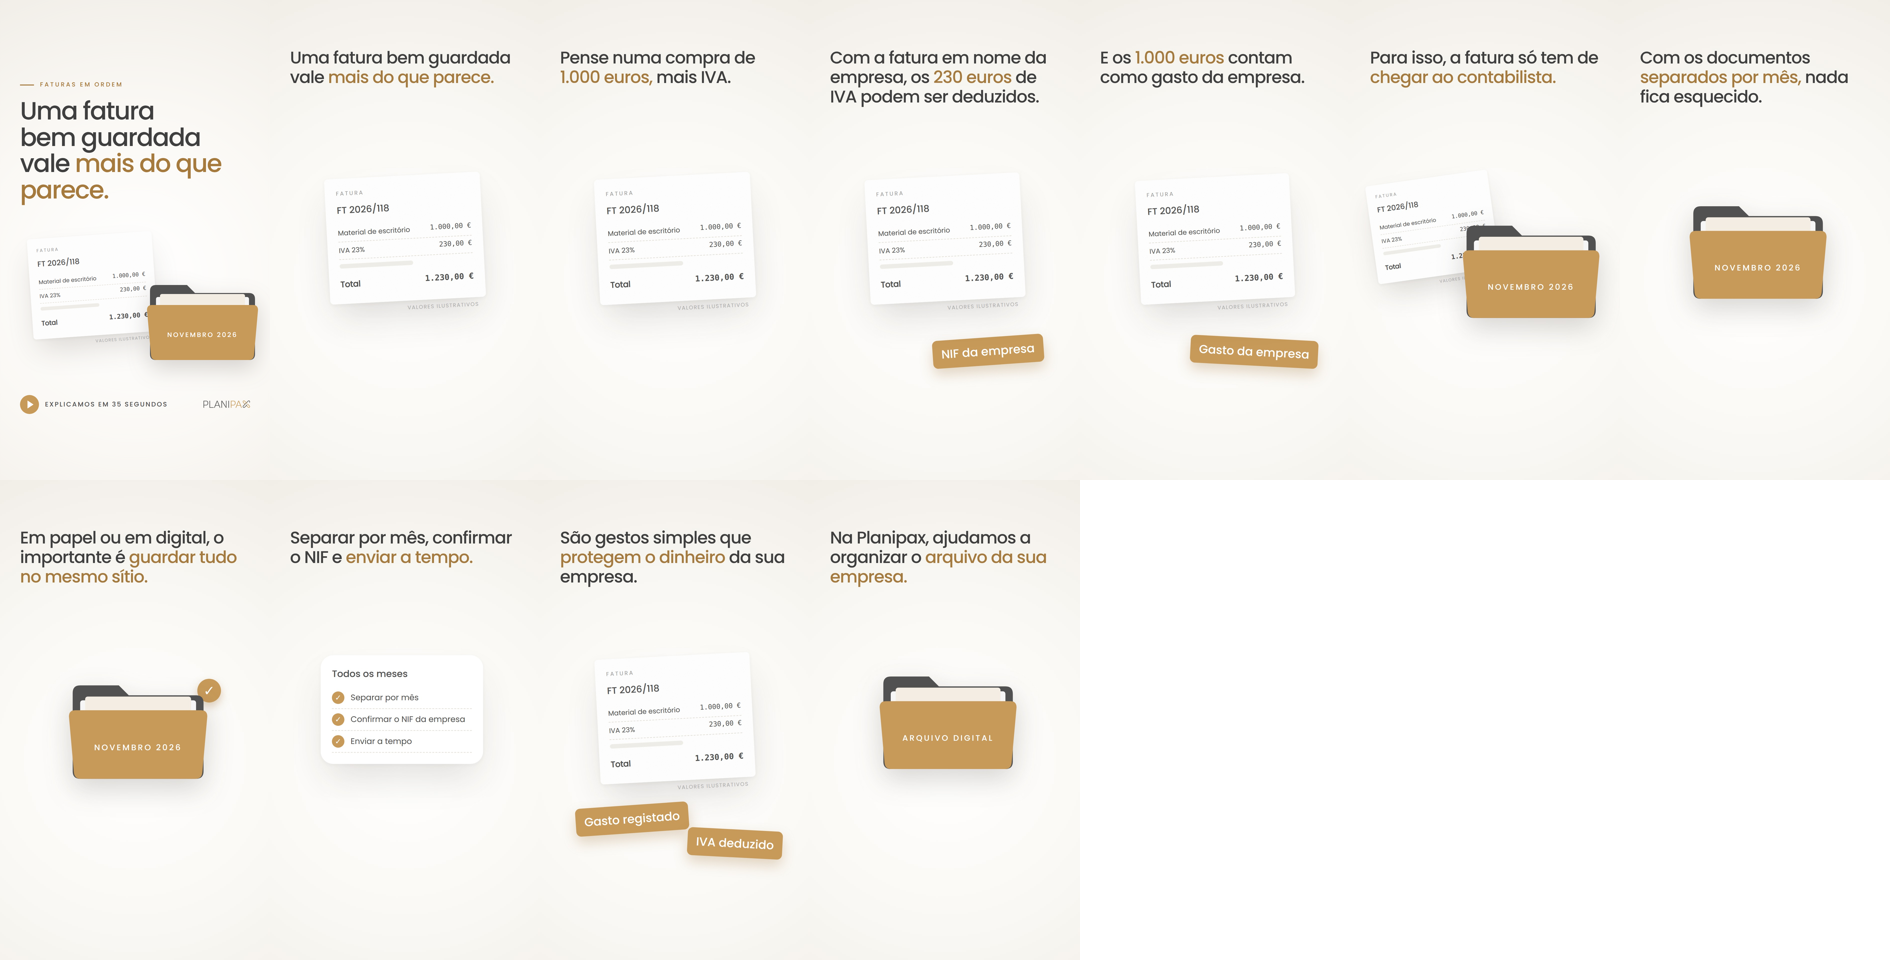 FATURAS EM ORDEM
Uma fatura
bem guardada
vale mais do que
parece.
FATURA
FT 2026/118
Material de escritório 1.000,00 €
IVA 23% 230,00 €
Total 1.230,00 €
VALORES ILUSTRATIVOS
NOVEMBRO 2026
EXPLICAMOS EM 35 SEGUNDOS
PLANIPAX
Uma fatura bem guardada
vale mais do que parece.
FATURA
FT 2026/118
Material de escritório 1.000,00 €
IVA 23% 230,00 €
Total 1.230,00 €
VALORES ILUSTRATIVOS
Pense numa compra de
1.000 euros, mais IVA.
FATURA
FT 2026/118
Material de escritório 1.000,00 €
IVA 23% 230,00 €
Total 1.230,00 €
VALORES ILUSTRATIVOS
Com a fatura em nome da
empresa, os 230 euros de
IVA podem ser deduzidos.
FATURA
FT 2026/118
Material de escritório 1.000,00 €
IVA 23% 230,00 €
Total 1.230,00 €
VALORES ILUSTRATIVOS
NIF da empresa
E os 1.000 euros contam
como gasto da empresa.
FATURA
FT 2026/118
Material de escritório 1.000,00 €
IVA 23% 230,00 €
Total 1.230,00 €
VALORES ILUSTRATIVOS
Gasto da empresa
Para isso, a fatura só tem de
chegar ao contabilista.
FATURA
FT 2026/118
Material de escritório 1.000,00 €
IVA 23%
Total
NOVEMBRO 2026
Com os documentos
separados por mês, nada
fica esquecido.
NOVEMBRO 2026
Em papel ou em digital, o
importante é guardar tudo
no mesmo sítio.
NOVEMBRO 2026
Separar por mês, confirmar
o NIF e enviar a tempo.
Todos os meses
Separar por mês
Confirmar o NIF da empresa
Enviar a tempo
São gestos simples que
protegem o dinheiro da sua
empresa.
FATURA
FT 2026/118
Material de escritório 1.000,00 €
IVA 23% 230,00 €
Total 1.230,00 €
VALORES ILUSTRATIVOS
Gasto registado
IVA deduzido
Na Planipax, ajudamos a
organizar o arquivo da sua
empresa.
ARQUIVO DIGITAL